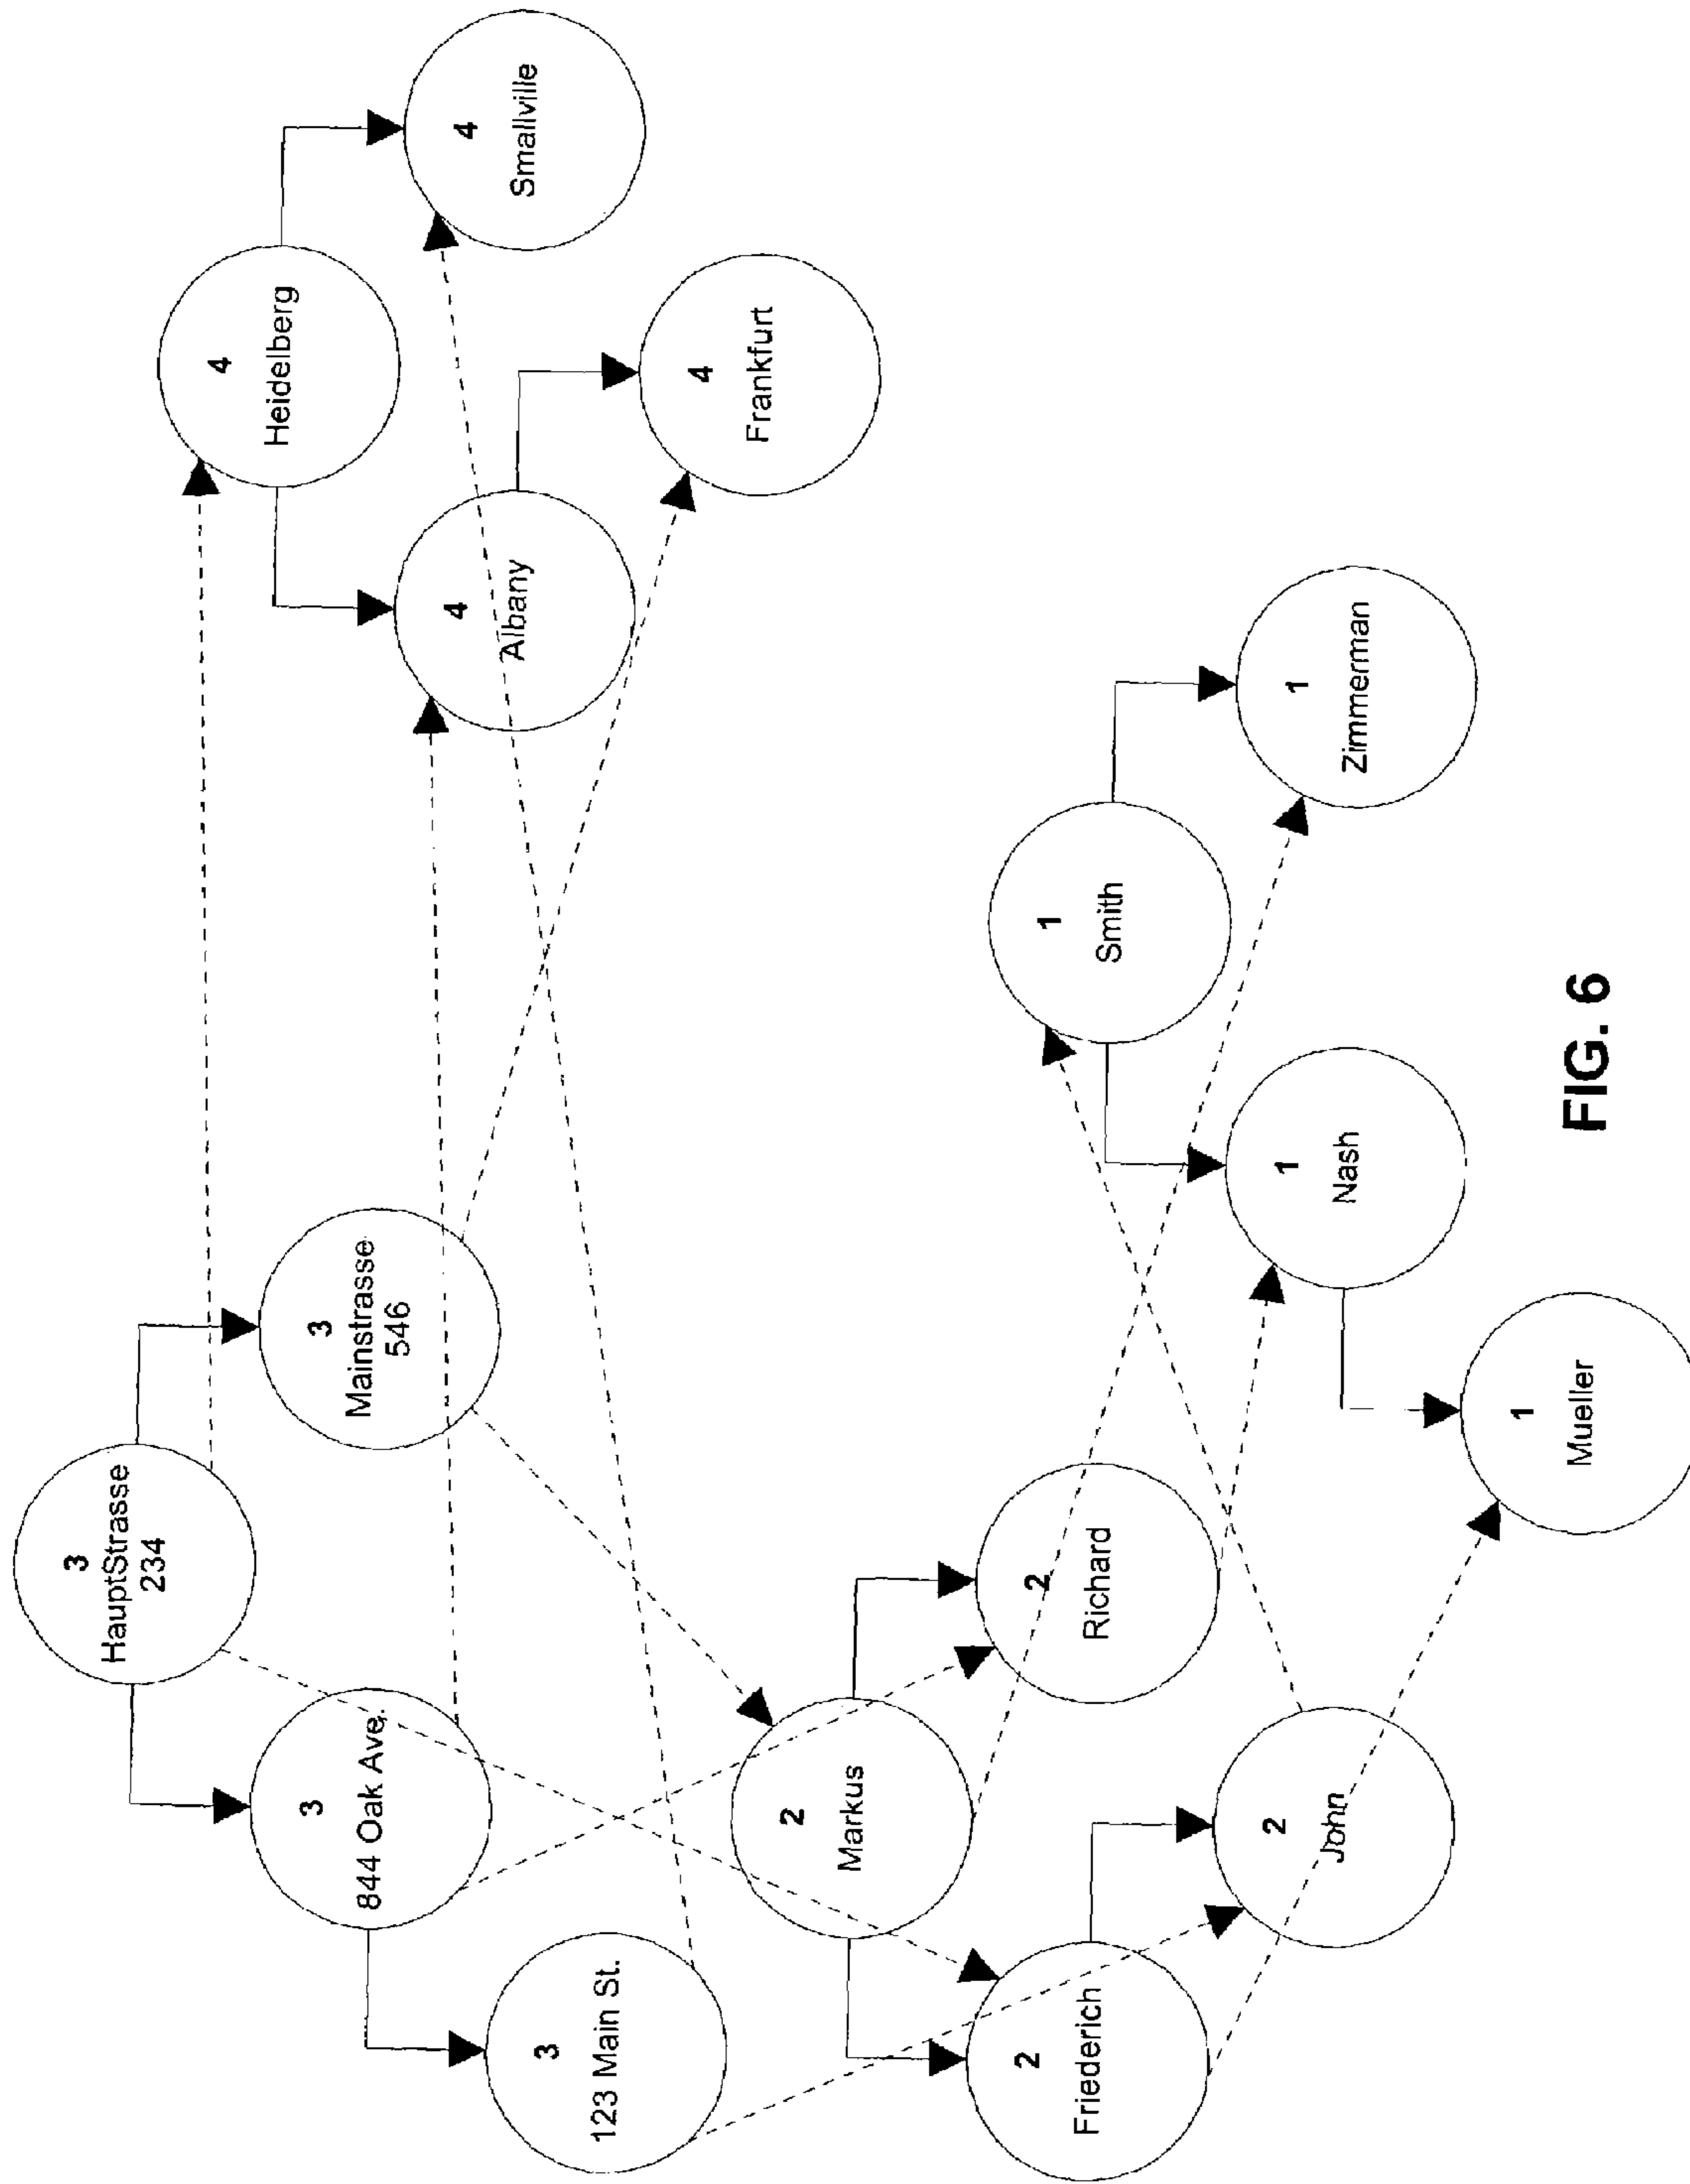 3
HauptStrasse
234
4
Heidelberg
3
844 Oak Ave.
3
Mainstrasse
546
4
Albany
4
Smallville
3
123 Main St.
4
Frankfurt
2
Markus
2
Friederich
2
Richard
1
Smith
2
John
1
Nash
1
Zimmerman
1
Mueller
FIG. 6